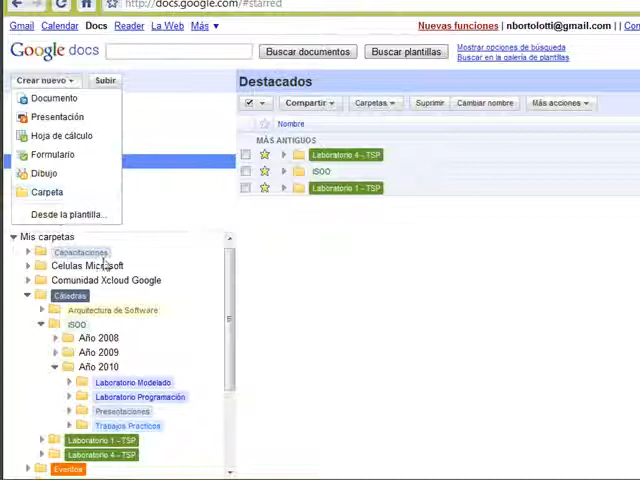 http://docs.google.com/#starred
Gmail Calendar Docs Reader La Web Más ▼ Nuevas funciones | nbortolotti@gmail.com | Con
Google docs Buscar documentos Buscar plantillas
Mostrar opciones de búsqueda
Buscar en la galería de plantillas
Crear nuevo Subir
Destacados
Documento
Presentación
Hoja de cálculo
Formulario
Dibujo
Carpeta
Desde la plantilla...
Compartir Carpetas Suprimir Cambiar nombre Más acciones
Nombre
MÁS ANTIGUOS
Laboratorio 4 - TSP
ISOO
Laboratorio 1 - TSP
Mis carpetas
Capacitaciones
Celulas Microsoft
Comunidad Xcloud Google
Cátedras
Arquitectura de Software
ISOO
Año 2008
Año 2009
Año 2010
Laboratorio Modelado
Laboratorio Programación
Presentaciones
Trabajos Practicos
Laboratorio 1 - TSP
Laboratorio 4 - TSP
Eventos